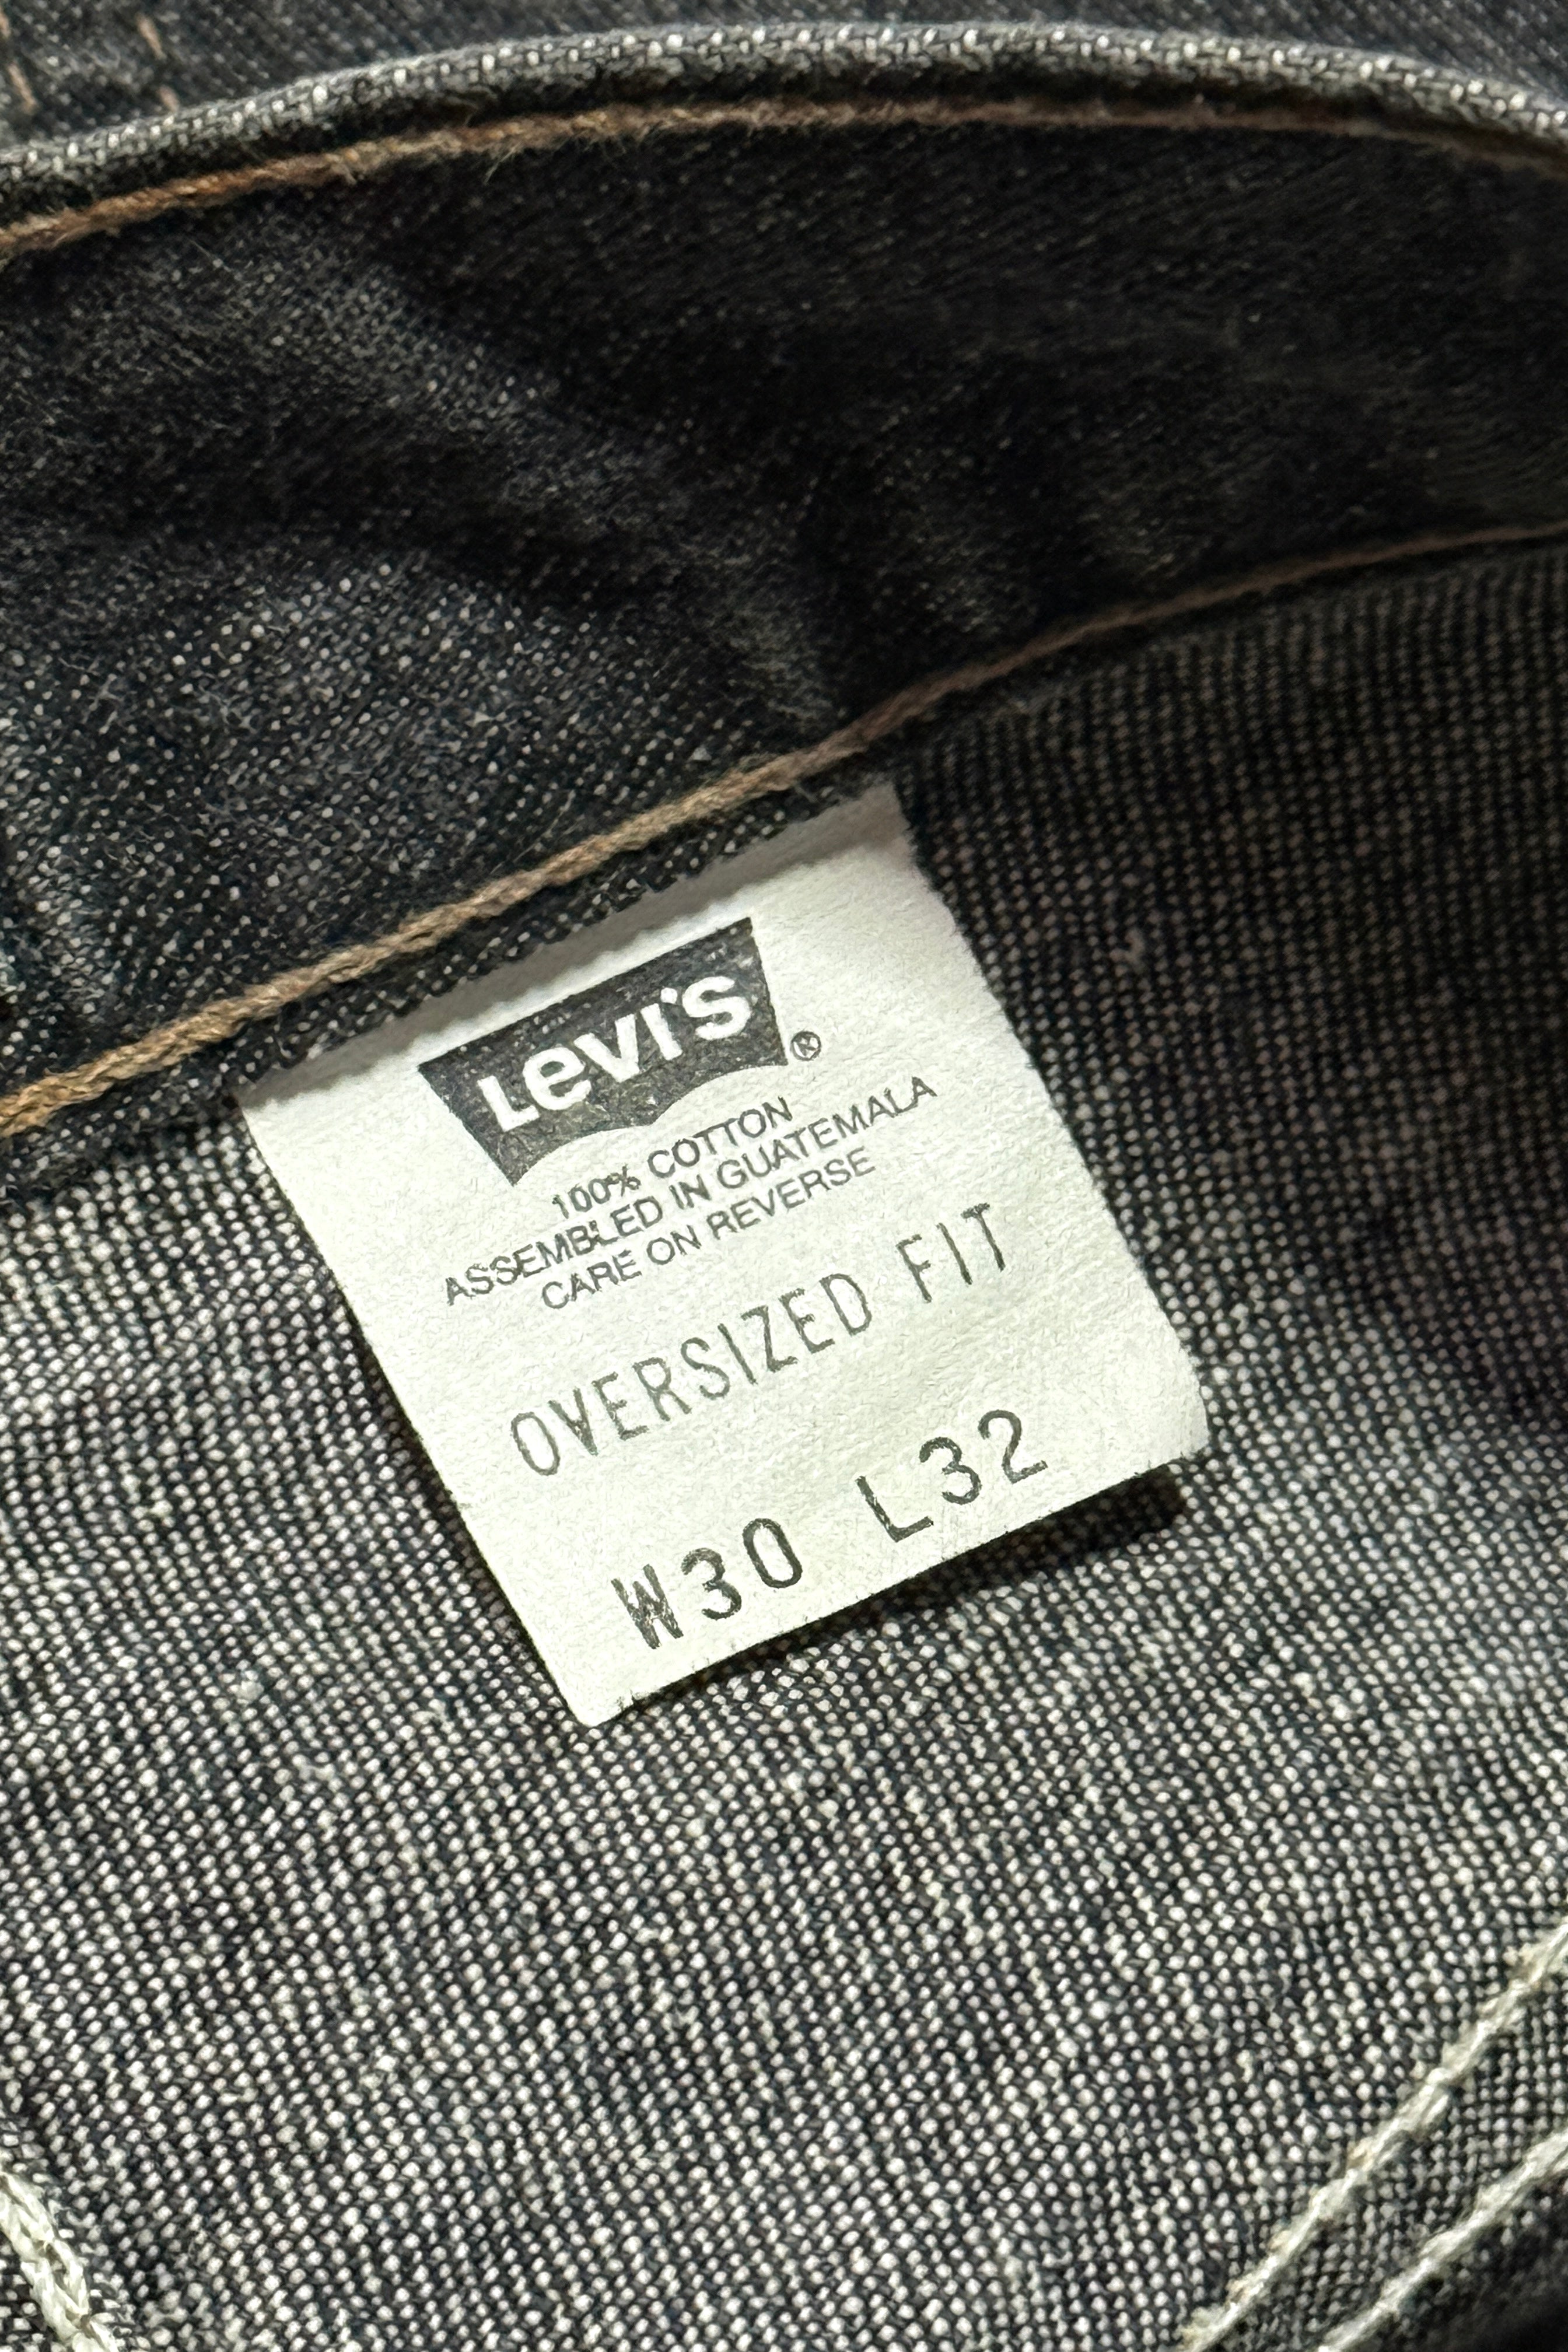 Levi's®
100% COTTON
ASSEMBLED IN GUATEMALA
CARE ON REVERSE
OVERSIZED FIT
W30 L32